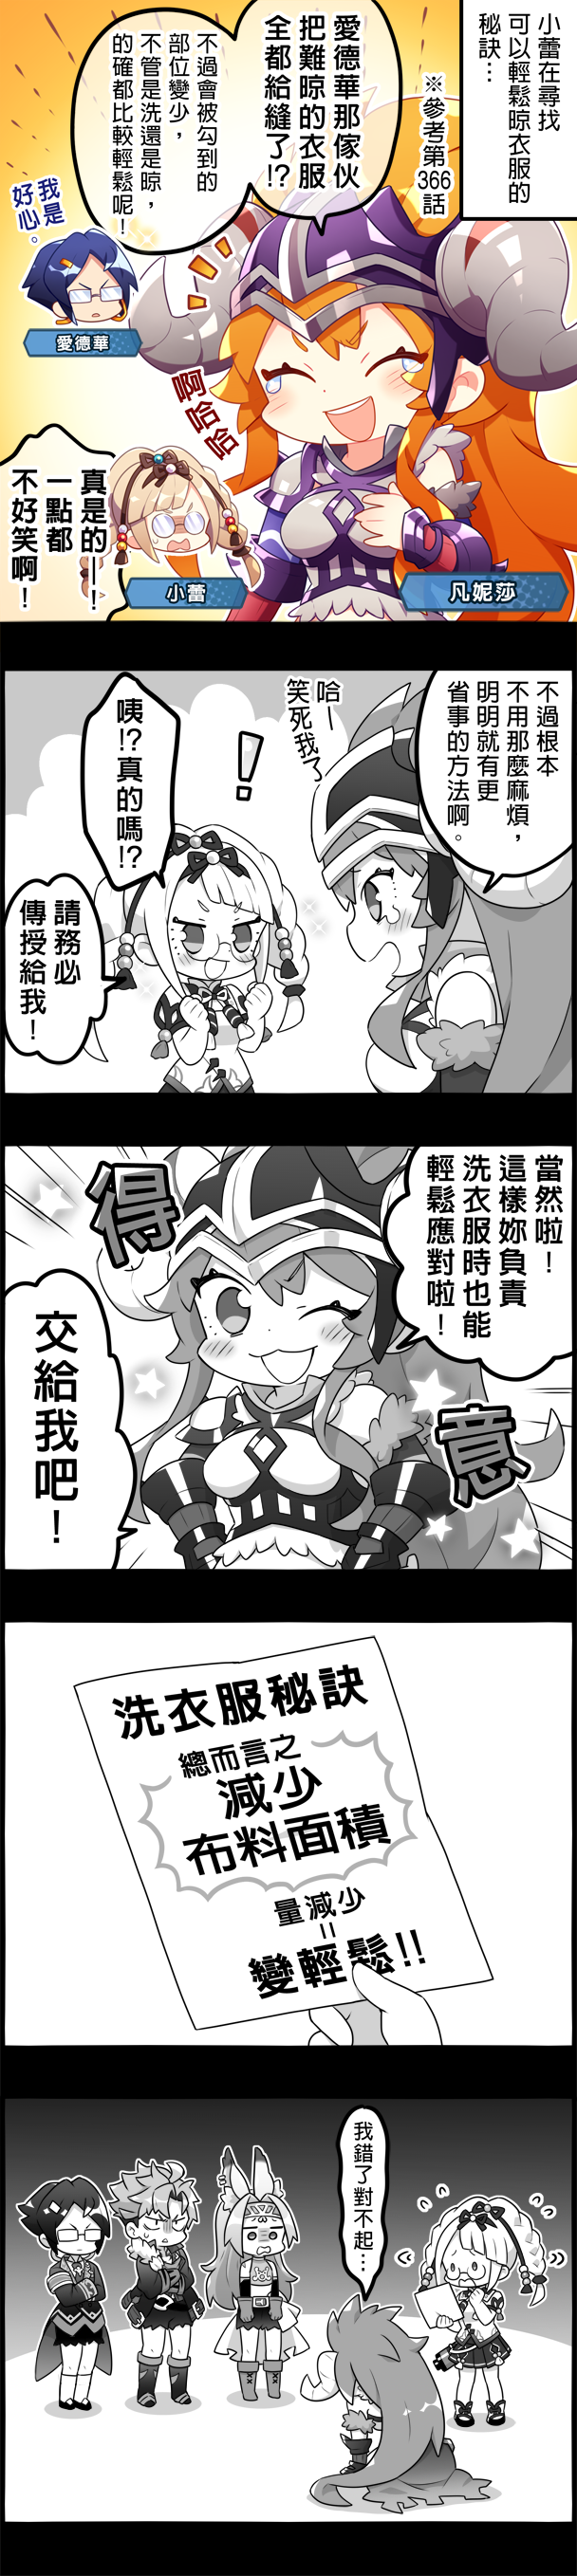 小蕾在尋找
可以輕鬆晾衣服的
秘訣…
※參考第366話
愛德華那傢伙
把難晾的衣服
全都給縫了!?
不過會被勾到的
部位變少，
不管是洗還是晾，
的確都比較輕鬆呢！
我是
好心。
愛德華
啊哈哈
真是的—！
一點都
不好笑啊！
小蕾
凡妮莎
不過根本
不用那麼麻煩，
明明就有更
省事的方法啊。
哈—
笑死我了
！
咦!?真的嗎!?
請務必
傳授給我！
當然啦！
這樣妳負責
洗衣服時也能
輕鬆應對啦！
得
意
交給我吧！
洗衣服秘訣
總而言之
減少
布料面積
量減少
=
變輕鬆!!
我錯了對不起…